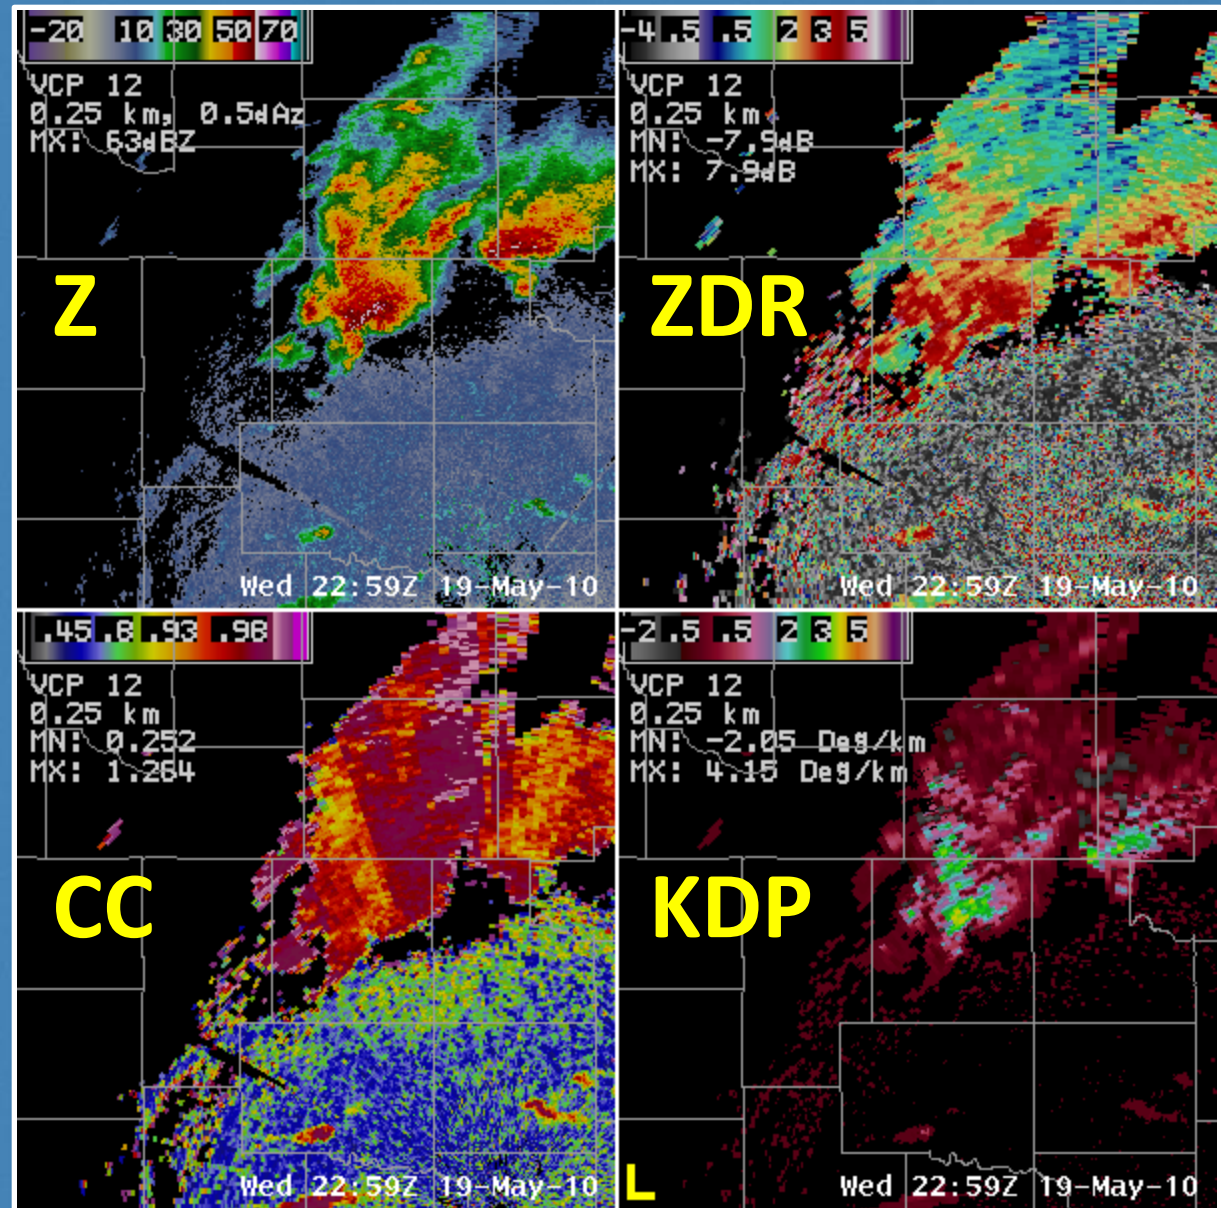 -20 10 30 50 70
VCP 12
0.25 km, 0.5dAz
MX: 63dBZ
Z
Wed 22:59Z 19-May-10
-4 .5 .5 2 3 5
VCP 12
0.25 km
MN: -7.9dB
MX: 7.9dB
ZDR
Wed 22:59Z 19-May-10
.45 .8 .93 .98
VCP 12
0.25 km
MN: 0.252
MX: 1.264
CC
Wed 22:59Z 19-May-10
-2 .5 .5 2 3 5
VCP 12
0.25 km
MN: -2.05 Deg/km
MX: 4.15 Deg/km
KDP
L
Wed 22:59Z 19-May-10